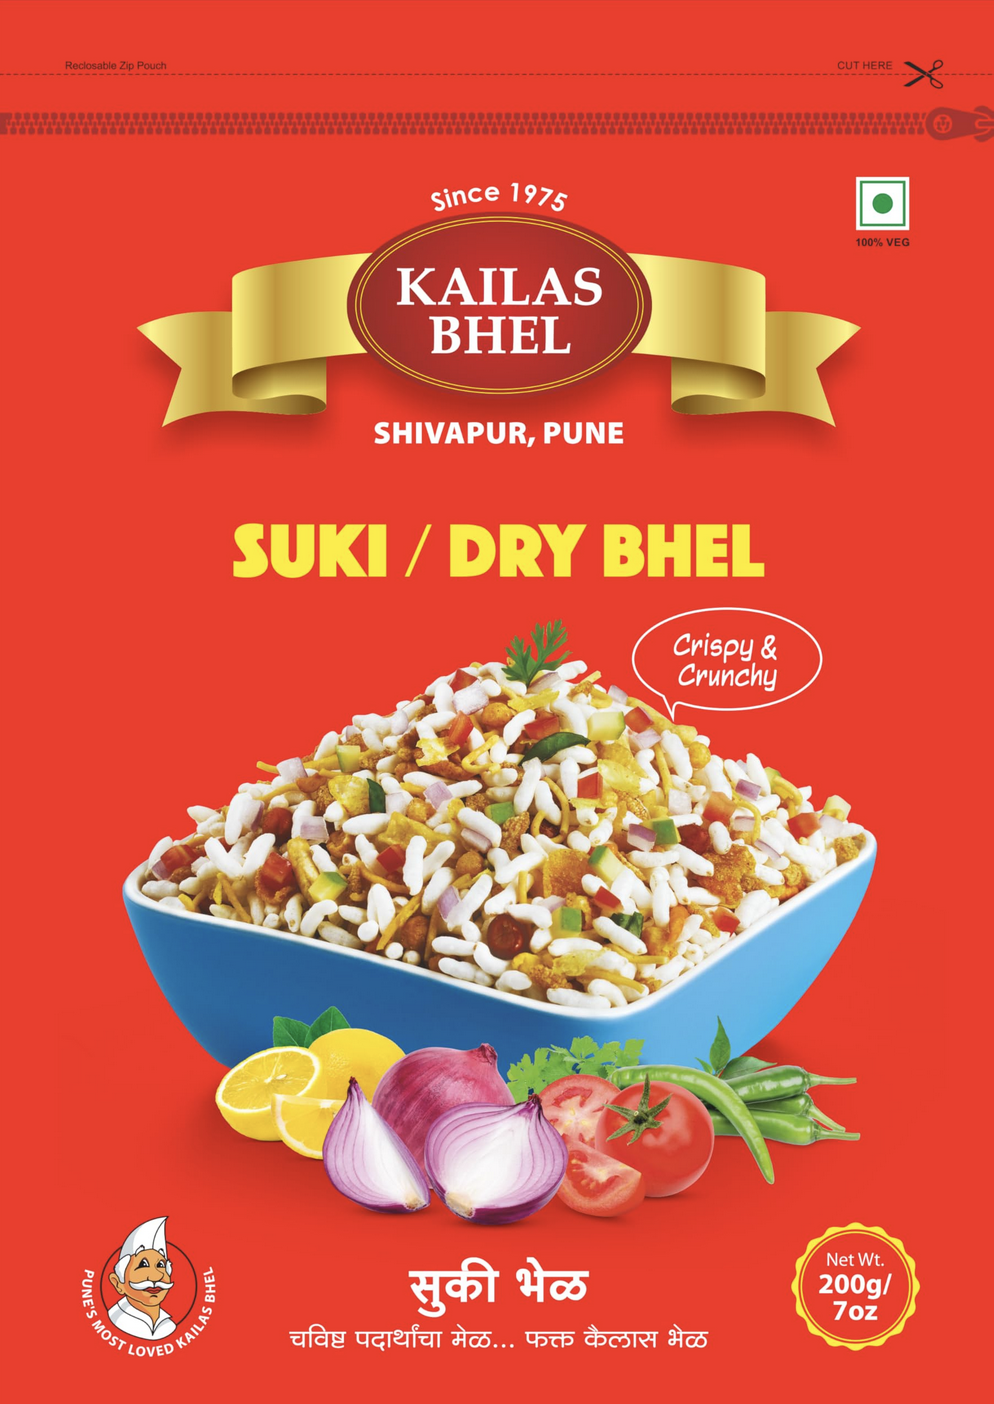 Reclosable Zip Pouch
CUT HERE
Since 1975
100% VEG
KAILAS
BHEL
SHIVAPUR, PUNE
SUKI / DRY BHEL
Crispy &
Crunchy
PUNE'S MOST LOVED KAILAS BHEL
सुकी भेळ
चविष्ट पदार्थांचा मेळ... फक्त कैलास भेळ
Net Wt.
200g/
7oz